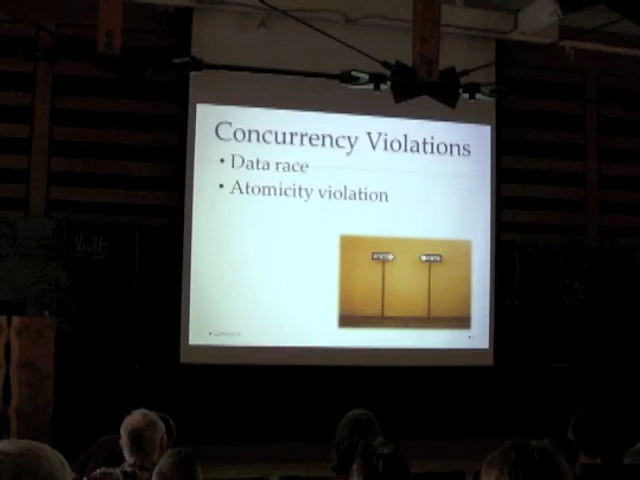 Concurrency Violations
• Data race
• Atomicity violation